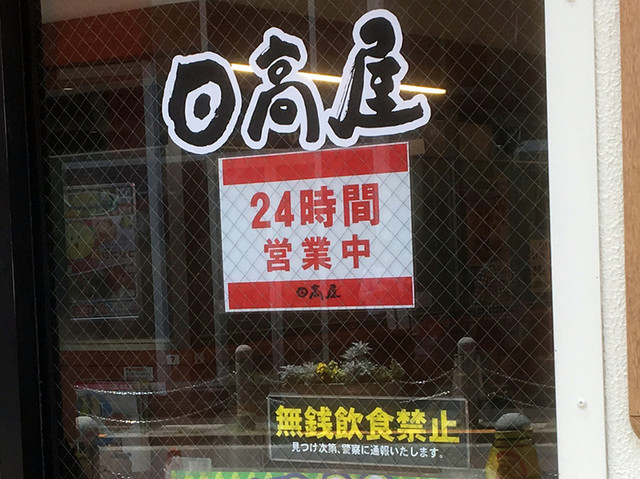 日高屋
24時間
営業中
日高屋
無銭飲食禁止
見つけ次第、警察に通報いたします。